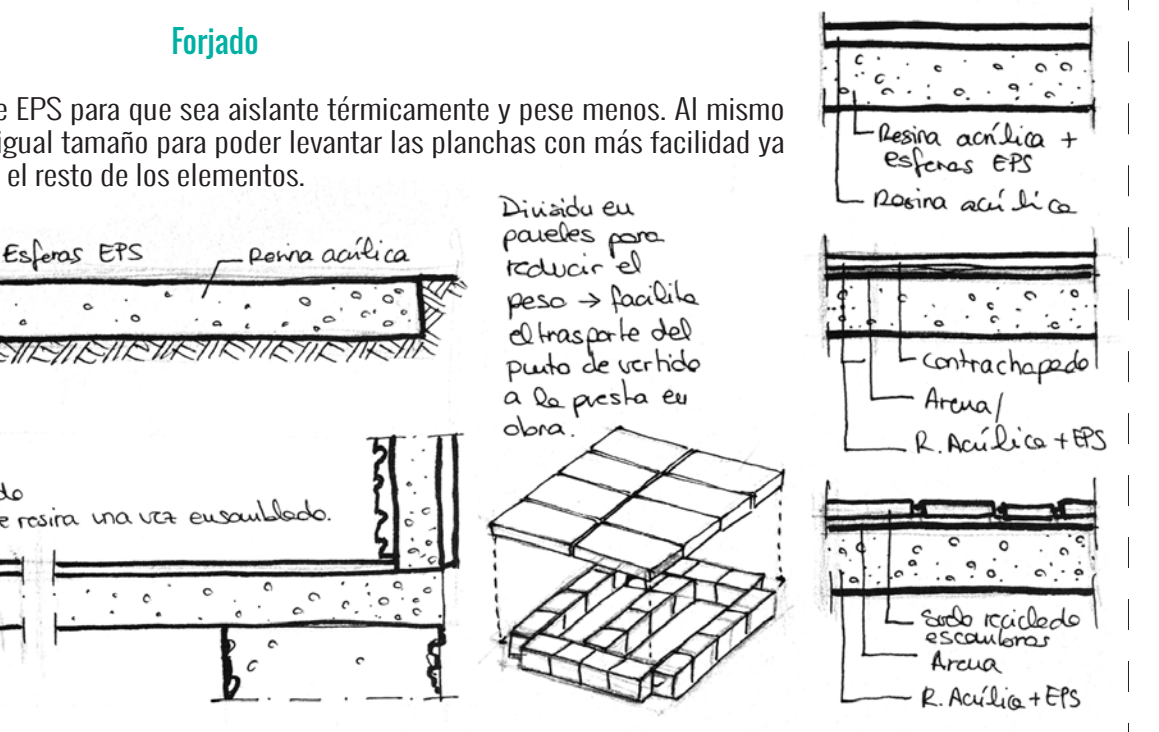 Forjado
e EPS para que sea aislante térmicamente y pese menos. Al mismo
igual tamaño para poder levantar las planchas con más facilidad ya
el resto de los elementos.
Esferas EPS
Resina acrílica
do
e resina una vez ensamblado.
Dividido en
paneles para
reducir el
peso → facilita
el trasporte del
punto de vertido
a la puesta en
obra.
Resina acrílica +
esferas EPS
Resina acrílica
Contrachapado
Arena/
R. Acrílica + EPS
Suelo reciclado
escombros
Arena
R. Acrílica + EPS